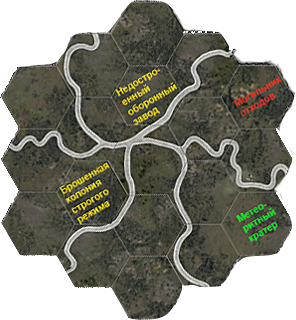 Недостро-
енный
оборонный
завод
Могильник
отходов
Брошенная
колония
строгого
режима
Метео-
ритный
кратер